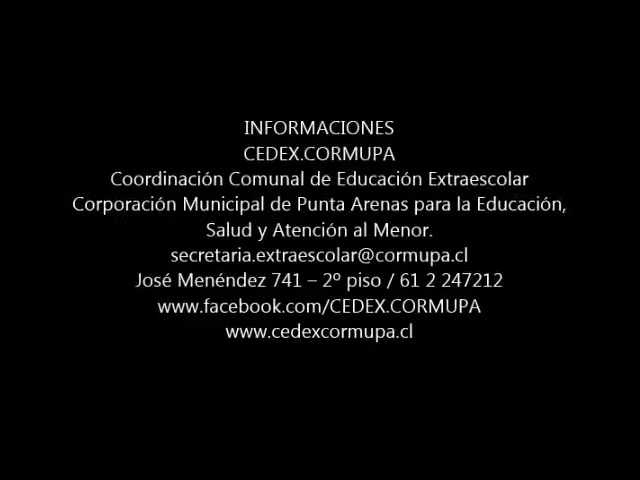 INFORMACIONES
CEDEX.CORMUPA
Coordinación Comunal de Educación Extraescolar
Corporación Municipal de Punta Arenas para la Educación,
Salud y Atención al Menor.
secretaria.extraescolar@cormupa.cl
José Menéndez 741 – 2º piso / 61 2 247212
www.facebook.com/CEDEX.CORMUPA
www.cedexcormupa.cl